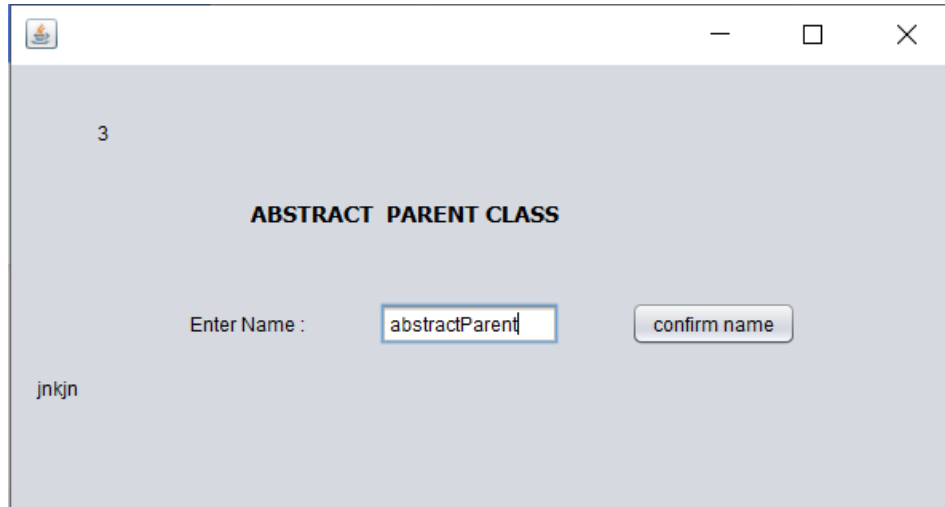 3
ABSTRACT  PARENT CLASS
Enter Name : abstractParent confirm name
jnkjn